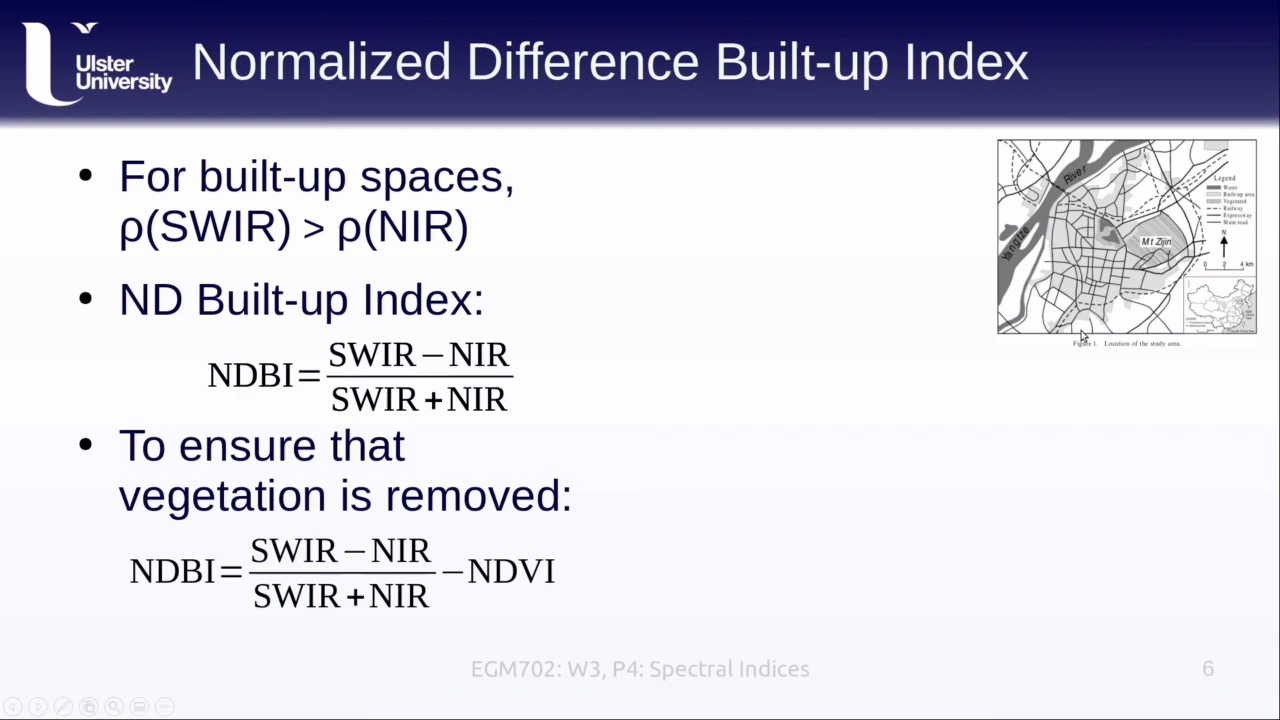 Ulster
University
Normalized Difference Built-up Index
• For built-up spaces,
ρ(SWIR) > ρ(NIR)
• ND Built-up Index:
NDBI = (SWIR − NIR) / (SWIR + NIR)
• To ensure that
vegetation is removed:
NDBI = (SWIR − NIR) / (SWIR + NIR) − NDVI
River
Yangtze
Mt Zijin
Legend
Water
Built-up area
Vegetated
Railway
Expressway
Main road
N
0 2 4 km
Figure 1. Location of the study area.
EGM702: W3, P4: Spectral Indices
6